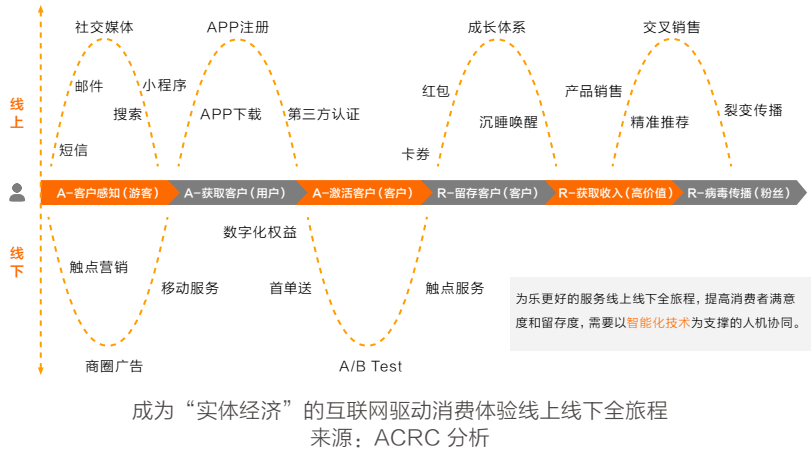 社交媒体
APP注册
成长体系
交叉销售
邮件
小程序
红包
产品销售
搜索
APP下载
第三方认证
沉睡唤醒
精准推荐
裂变传播
短信
卡券
线上
A-客户感知(游客)
A-获取客户(用户)
A-激活客户(客户)
R-留存客户(客户)
R-获取收入(高价值)
R-病毒传播(粉丝)
线下
数字化权益
触点营销
移动服务
首单送
触点服务
商圈广告
A/B Test
为乐更好的服务线上线下全旅程,提高消费者满意
度和留存度,需要以智能化技术为支撑的人机协同。
成为“实体经济”的互联网驱动消费体验线上线下全旅程
来源:ACRC 分析